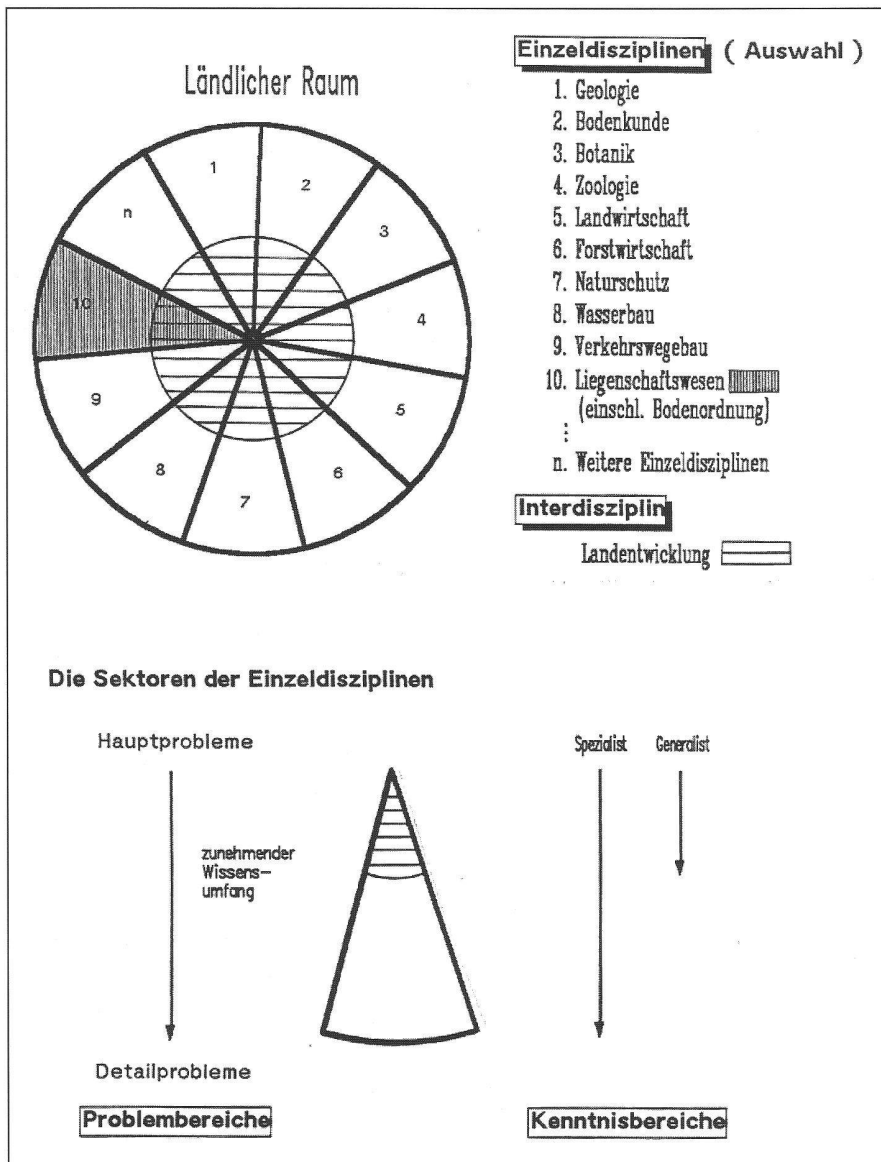 Ländlicher Raum
1
2
3
4
5
6
7
8
9
10
n
Einzeldisziplinen ( Auswahl )
1. Geologie
2. Bodenkunde
3. Botanik
4. Zoologie
5. Landwirtschaft
6. Forstwirtschaft
7. Naturschutz
8. Wasserbau
9. Verkehrswegebau
10. Liegenschaftswesen
(einschl. Bodenordnung)
⋮
n. Weitere Einzeldisziplinen
Interdisziplin
Landentwicklung
Die Sektoren der Einzeldisziplinen
Hauptprobleme
zunehmender
Wissens-
umfang
Detailprobleme
Problembereiche
Spezialist Generalist
Kenntnisbereiche